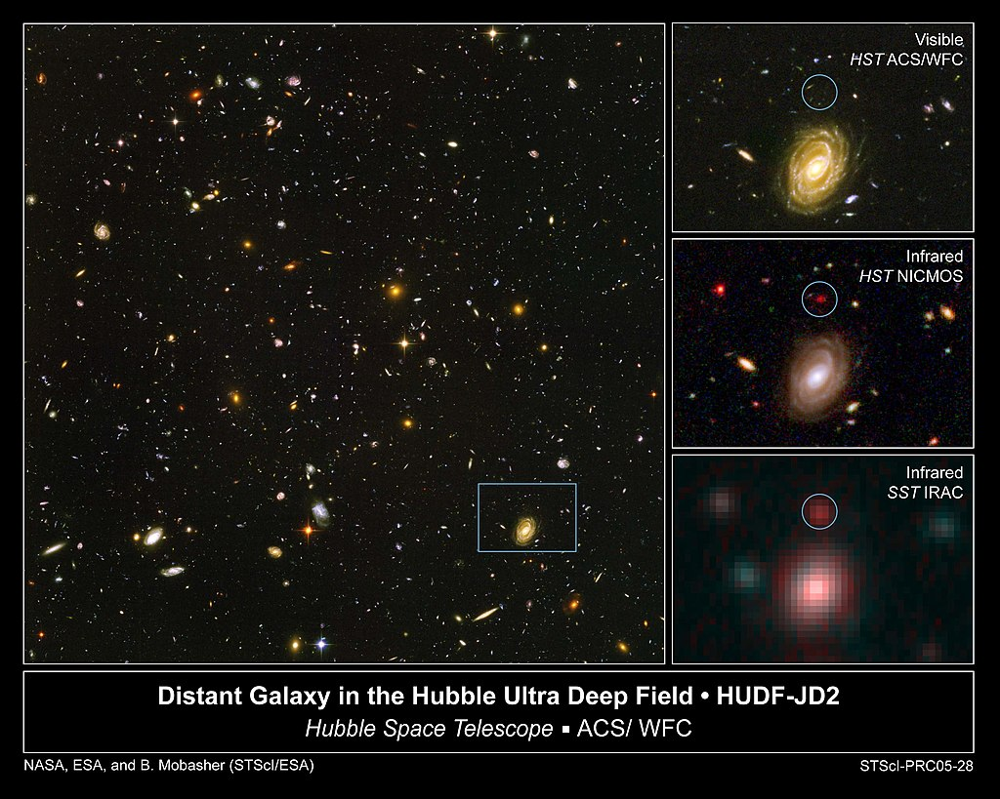 Visible
HST ACS/WFC
Infrared
HST NICMOS
Infrared
SST IRAC
Distant Galaxy in the Hubble Ultra Deep Field • HUDF-JD2
Hubble Space Telescope ▪ ACS/ WFC
NASA, ESA, and B. Mobasher (STScI/ESA)
STScI-PRC05-28